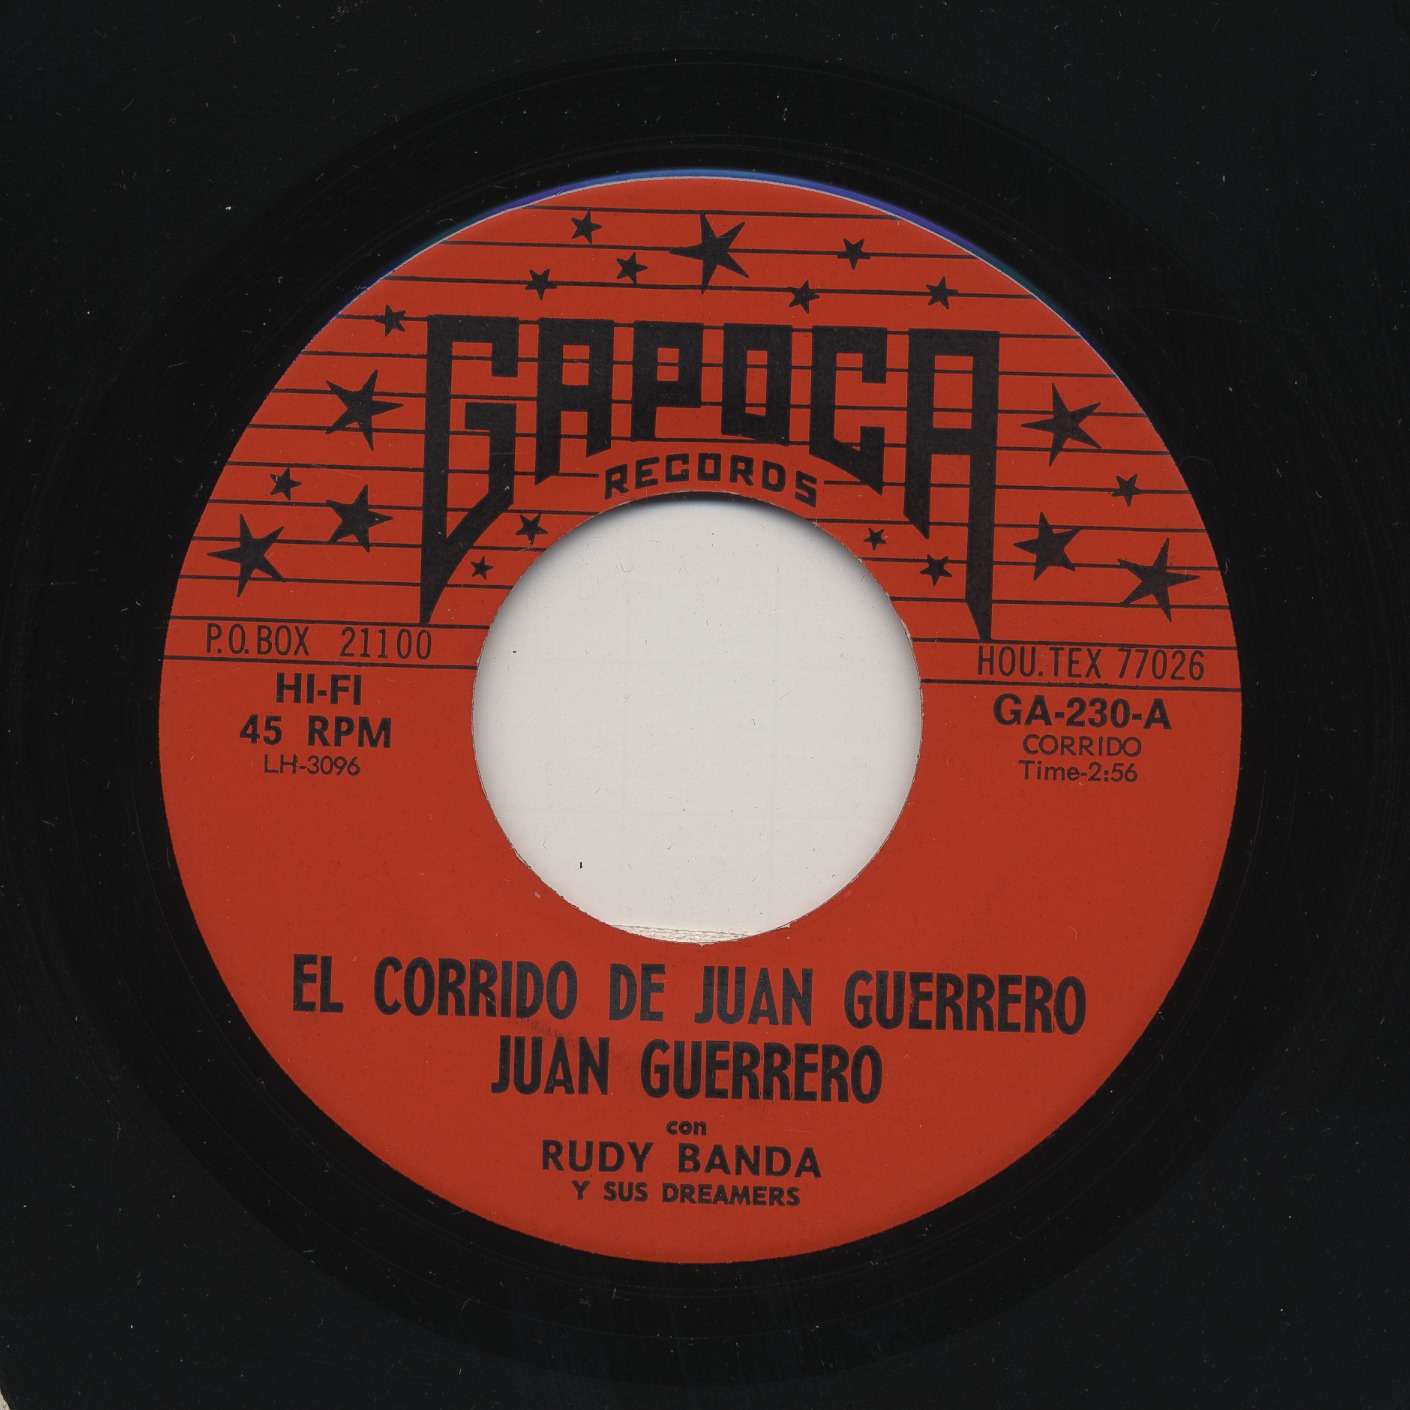 GAPOCA
RECORDS
P.O. BOX 21100
HOU. TEX 77026
HI-FI
45 RPM
LH-3096
GA-230-A
CORRIDO
Time-2:56
EL CORRIDO DE JUAN GUERRERO
JUAN GUERRERO
con
RUDY BANDA
Y SUS DREAMERS